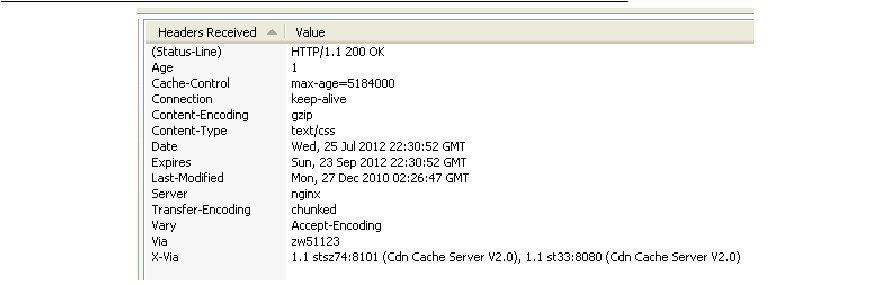 Headers Received Value
(Status-Line) HTTP/1.1 200 OK
Age 1
Cache-Control max-age=5184000
Connection keep-alive
Content-Encoding gzip
Content-Type text/css
Date Wed, 25 Jul 2012 22:30:52 GMT
Expires Sun, 23 Sep 2012 22:30:52 GMT
Last-Modified Mon, 27 Dec 2010 02:26:47 GMT
Server nginx
Transfer-Encoding chunked
Vary Accept-Encoding
Via zw51123
X-Via 1.1 stsz74:8101 (Cdn Cache Server V2.0), 1.1 st33:8080 (Cdn Cache Server V2.0)